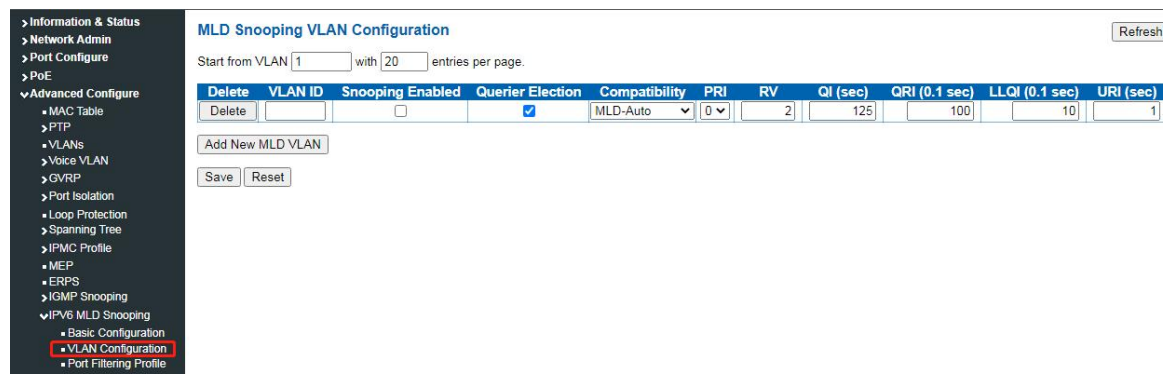 Information & Status
Network Admin
Port Configure
PoE
Advanced Configure
MAC Table
PTP
VLANs
Voice VLAN
GVRP
Port Isolation
Loop Protection
Spanning Tree
IPMC Profile
MEP
ERPS
IGMP Snooping
IPV6 MLD Snooping
Basic Configuration
VLAN Configuration
Port Filtering Profile
MLD Snooping VLAN Configuration
Refresh
Start from VLAN 1 with 20 entries per page.
Delete VLAN ID Snooping Enabled Querier Election Compatibility PRI RV QI (sec) QRI (0.1 sec) LLQI (0.1 sec) URI (sec)
Delete MLD-Auto 0 2 125 100 10 1
Add New MLD VLAN
Save Reset